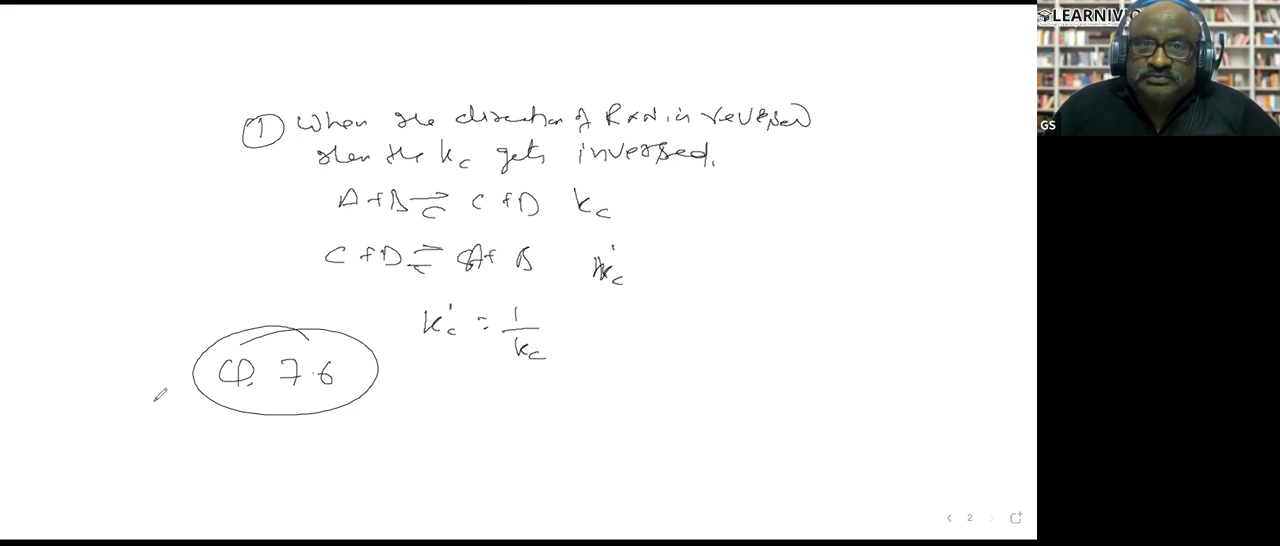 ① When the direction of RXN is reversed
then the Kc gets inversed.
A + B ⇌ C + D Kc
C + D ⇌ A + B K'c
K'c = 1/Kc
CP. 7.6
LEARNIV
GS
2